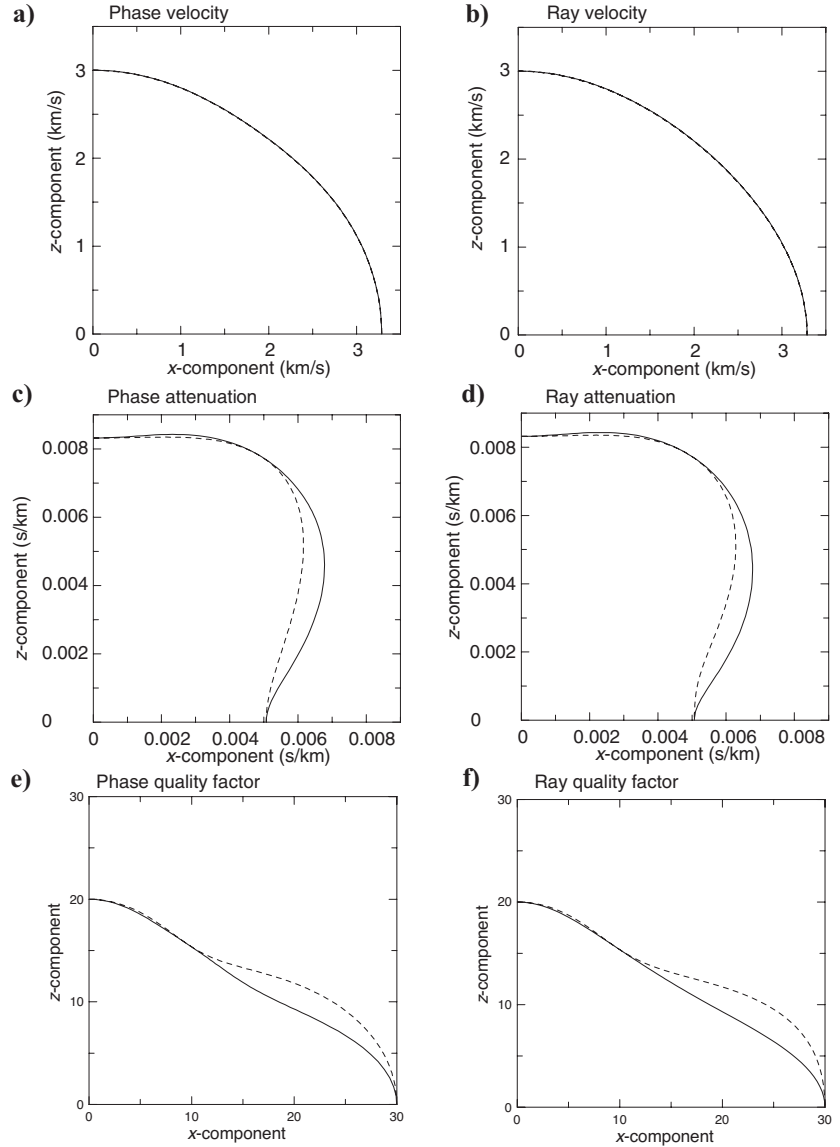 a) Phase velocity
3
2
1
0
z-component (km/s)
0 1 2 3
x-component (km/s)
b) Ray velocity
3
2
1
0
z-component (km/s)
0 1 2 3
x-component (km/s)
c) Phase attenuation
0.008
0.006
0.004
0.002
0
z-component (s/km)
0 0.002 0.004 0.006 0.008
x-component (s/km)
d) Ray attenuation
0.008
0.006
0.004
0.002
0
z-component (s/km)
0 0.002 0.004 0.006 0.008
x-component (s/km)
e) Phase quality factor
30
20
10
0
z-component
0 10 20 30
x-component
f) Ray quality factor
30
20
10
0
z-component
0 10 20 30
x-component